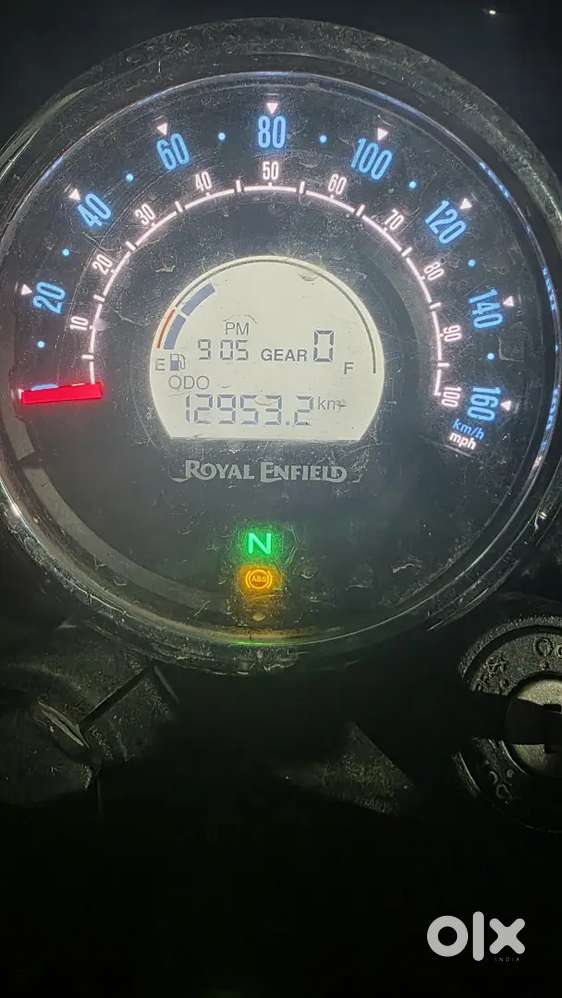 20 40 60 80 100 120 140 160
km/h
10 20 30 40 50 60 70 80 90 100
mph
PM
9 05 GEAR 0
E F
ODO
12953.2 km
ROYAL ENFIELD
N
ABS
olx
INDIA